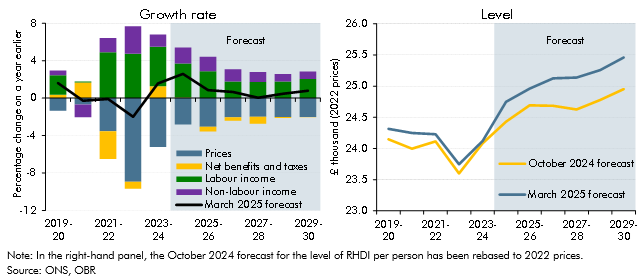 Growth rate
Level
8
4
0
-4
-8
-12
Percentage change on a year earlier
Forecast
Prices
Net benefits and taxes
Labour income
Non-labour income
March 2025 forecast
2019-
20
2021-
22
2023-
24
2025-
26
2027-
28
2029-
30
26.0
25.5
25.0
24.5
24.0
23.5
23.0
£ thousand (2022 prices)
Forecast
October 2024 forecast
March 2025 forecast
2019-
20
2021-
22
2023-
24
2025-
26
2027-
28
2029-
30
Note: In the right-hand panel, the October 2024 forecast for the level of RHDI per person has been rebased to 2022 prices.
Source: ONS, OBR